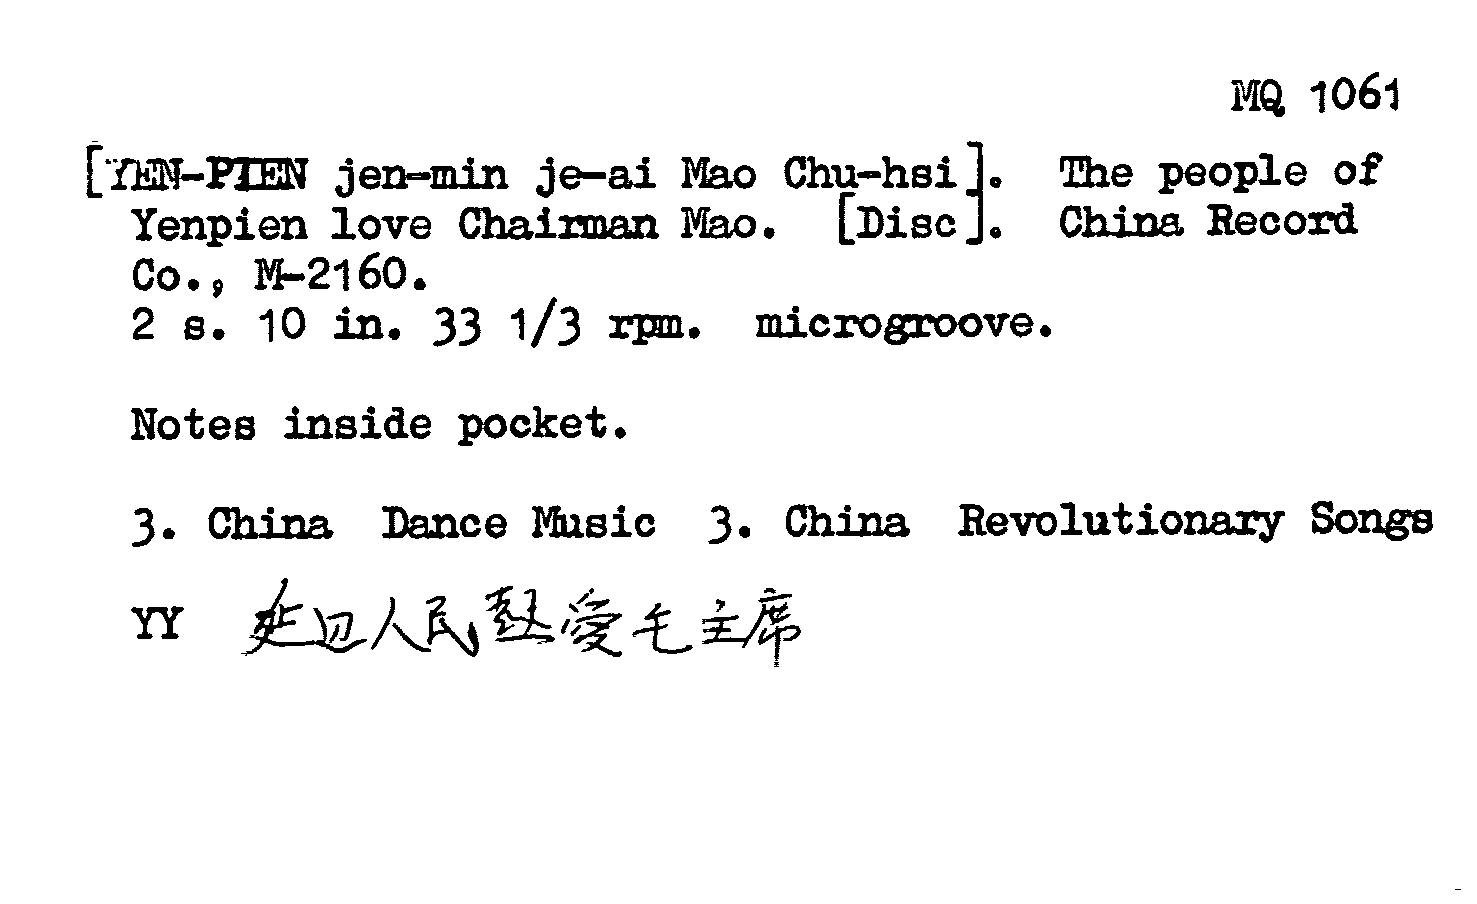 MQ 1061
[YEN-PIEN jen-min je-ai Mao Chu-hsi]. The people of
Yenpien love Chairman Mao. [Disc]. China Record
Co., M-2160.
2 s. 10 in. 33 1/3 rpm. microgroove.
Notes inside pocket.
3. China Dance Music 3. China Revolutionary Songs
YY 延边人民热爱毛主席